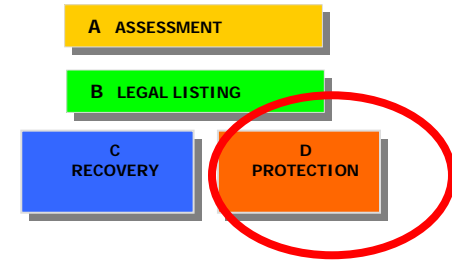 A ASSESSMENT
B LEGAL LISTING
C
RECOVERY
D
PROTECTION